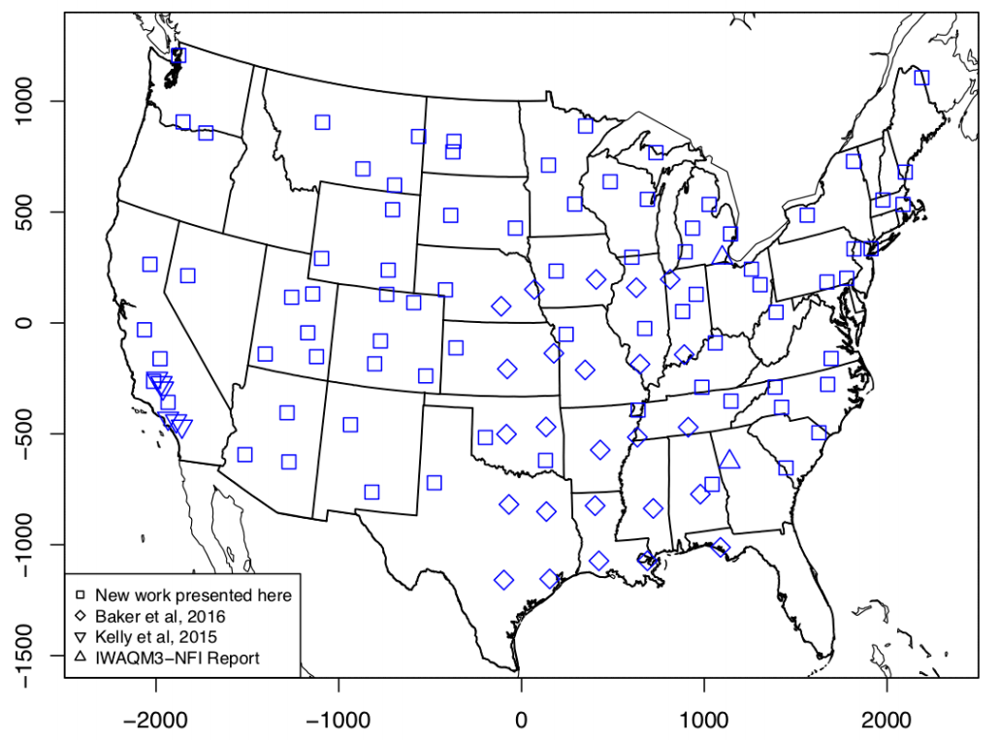 1000
500
0
−500
−1000
−1500
New work presented here
Baker et al, 2016
Kelly et al, 2015
IWAQM3−NFI Report
−2000 −1000 0 1000 2000